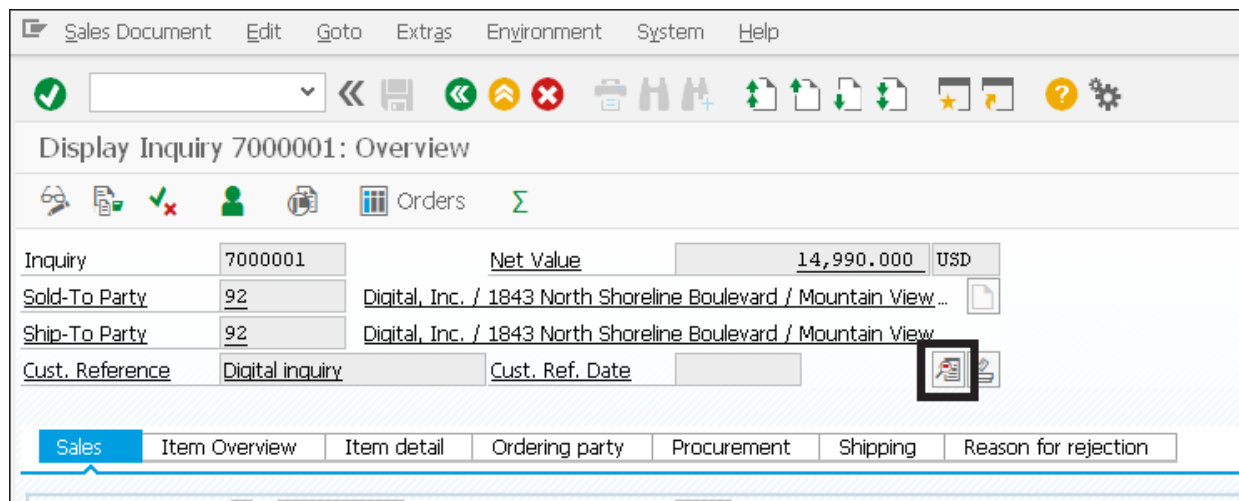 Sales Document Edit Goto Extras Environment System Help
Display Inquiry 7000001: Overview
Orders Σ
Inquiry 7000001 Net Value 14,990.000 USD
Sold-To Party 92 Digital, Inc. / 1843 North Shoreline Boulevard / Mountain View…
Ship-To Party 92 Digital, Inc. / 1843 North Shoreline Boulevard / Mountain View
Cust. Reference Digital inquiry Cust. Ref. Date
Sales Item Overview Item detail Ordering party Procurement Shipping Reason for rejection